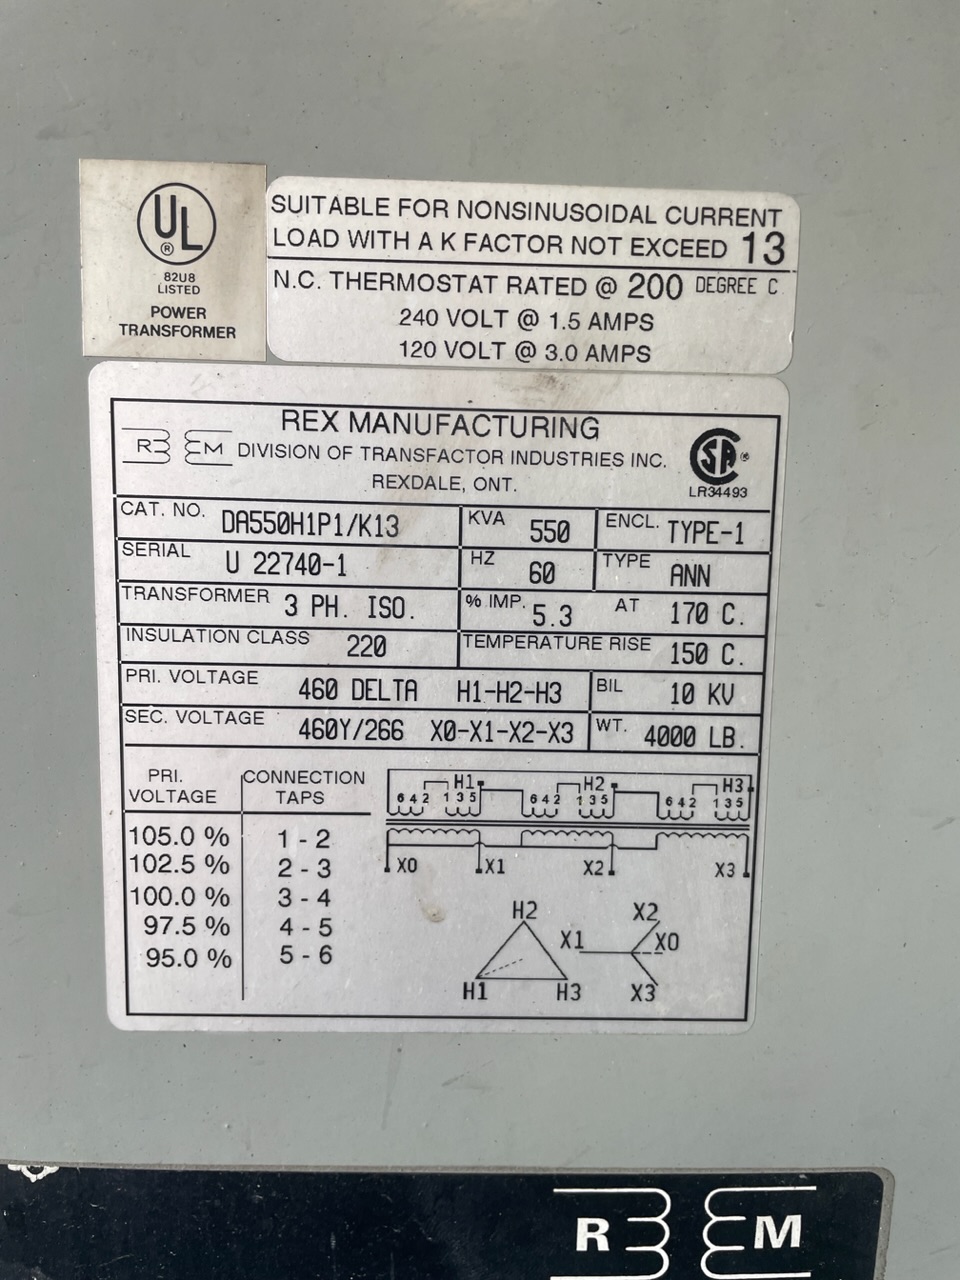 UL
®
82U8
LISTED
POWER
TRANSFORMER
SUITABLE FOR NONSINUSOIDAL CURRENT
LOAD WITH A K FACTOR NOT EXCEED 13
N.C. THERMOSTAT RATED @ 200 DEGREE C
240 VOLT @ 1.5 AMPS
120 VOLT @ 3.0 AMPS
REX MANUFACTURING
R M DIVISION OF TRANSFACTOR INDUSTRIES INC.
REXDALE, ONT.
SA ®
LR34493
CAT. NO. DA550H1P1/K13 KVA 550 ENCL. TYPE-1
SERIAL U 22740-1 HZ 60 TYPE ANN
TRANSFORMER 3 PH. ISO. % IMP. 5.3 AT 170 C.
INSULATION CLASS 220 TEMPERATURE RISE 150 C.
PRI. VOLTAGE 460 DELTA H1-H2-H3 BIL 10 KV
SEC. VOLTAGE 460Y/266 X0-X1-X2-X3 WT. 4000 LB.
PRI. VOLTAGE CONNECTION TAPS
105.0 % 1 - 2
102.5 % 2 - 3
100.0 % 3 - 4
97.5 % 4 - 5
95.0 % 5 - 6
H1 H2 H3
6 4 2 1 3 5 6 4 2 1 3 5 6 4 2 1 3 5
X0 X1 X2 X3
H2 X2
X1 X0
H1 H3 X3
R M